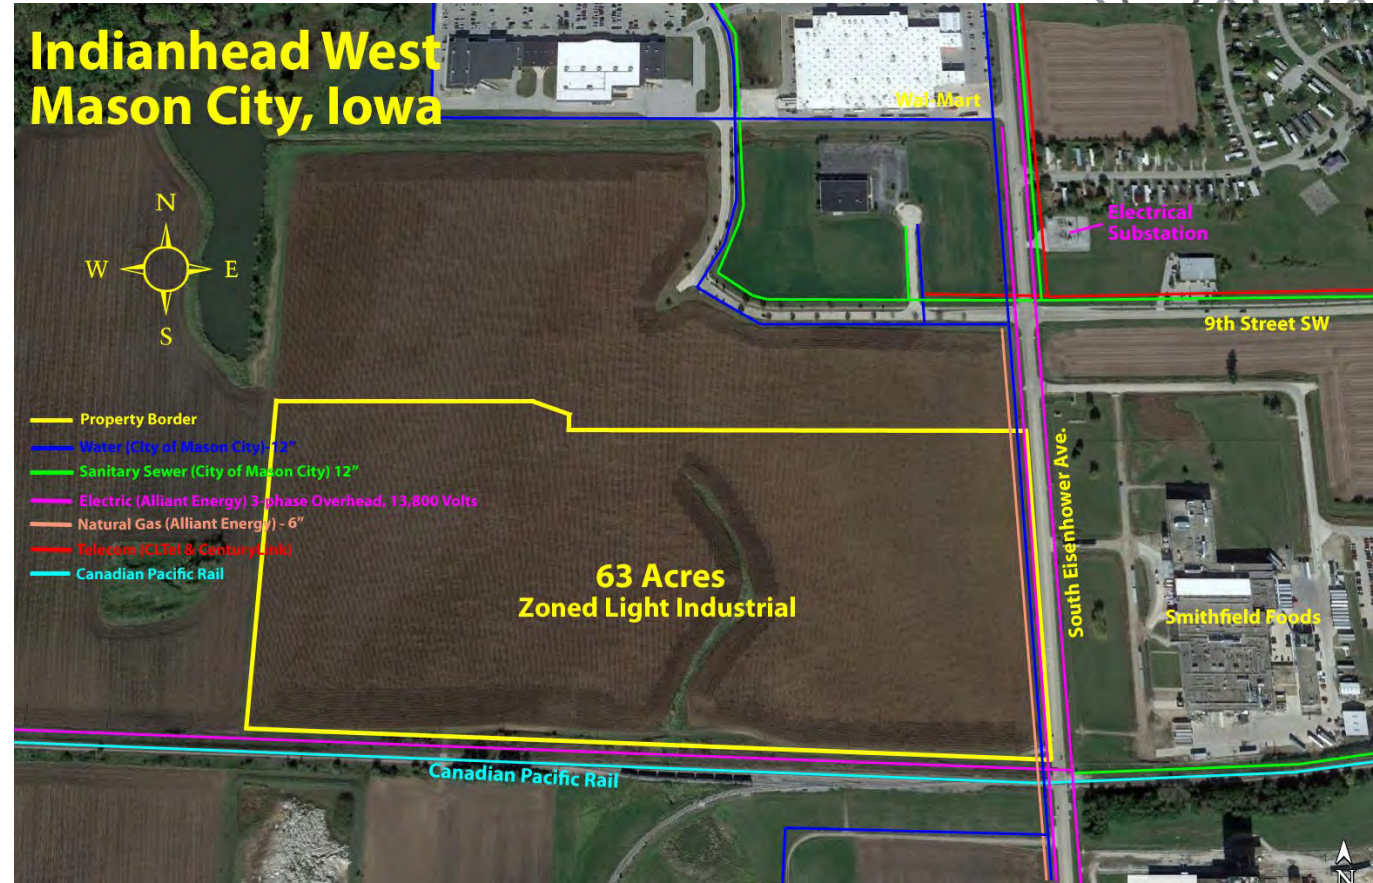 Indianhead West
Mason City, Iowa
Wal-Mart
N
W
E
S
Electrical
Substation
9th Street SW
Property Border
Water (City of Mason City)-12"
Sanitary Sewer (City of Mason City) 12"
Electric (Alliant Energy) 3-phase Overhead, 13,800 Volts
Natural Gas (Alliant Energy) - 6"
Telecom (CLTel & CenturyLink)
Canadian Pacific Rail
63 Acres
Zoned Light Industrial
South Eisenhower Ave.
Smithfield Foods
Canadian Pacific Rail
N